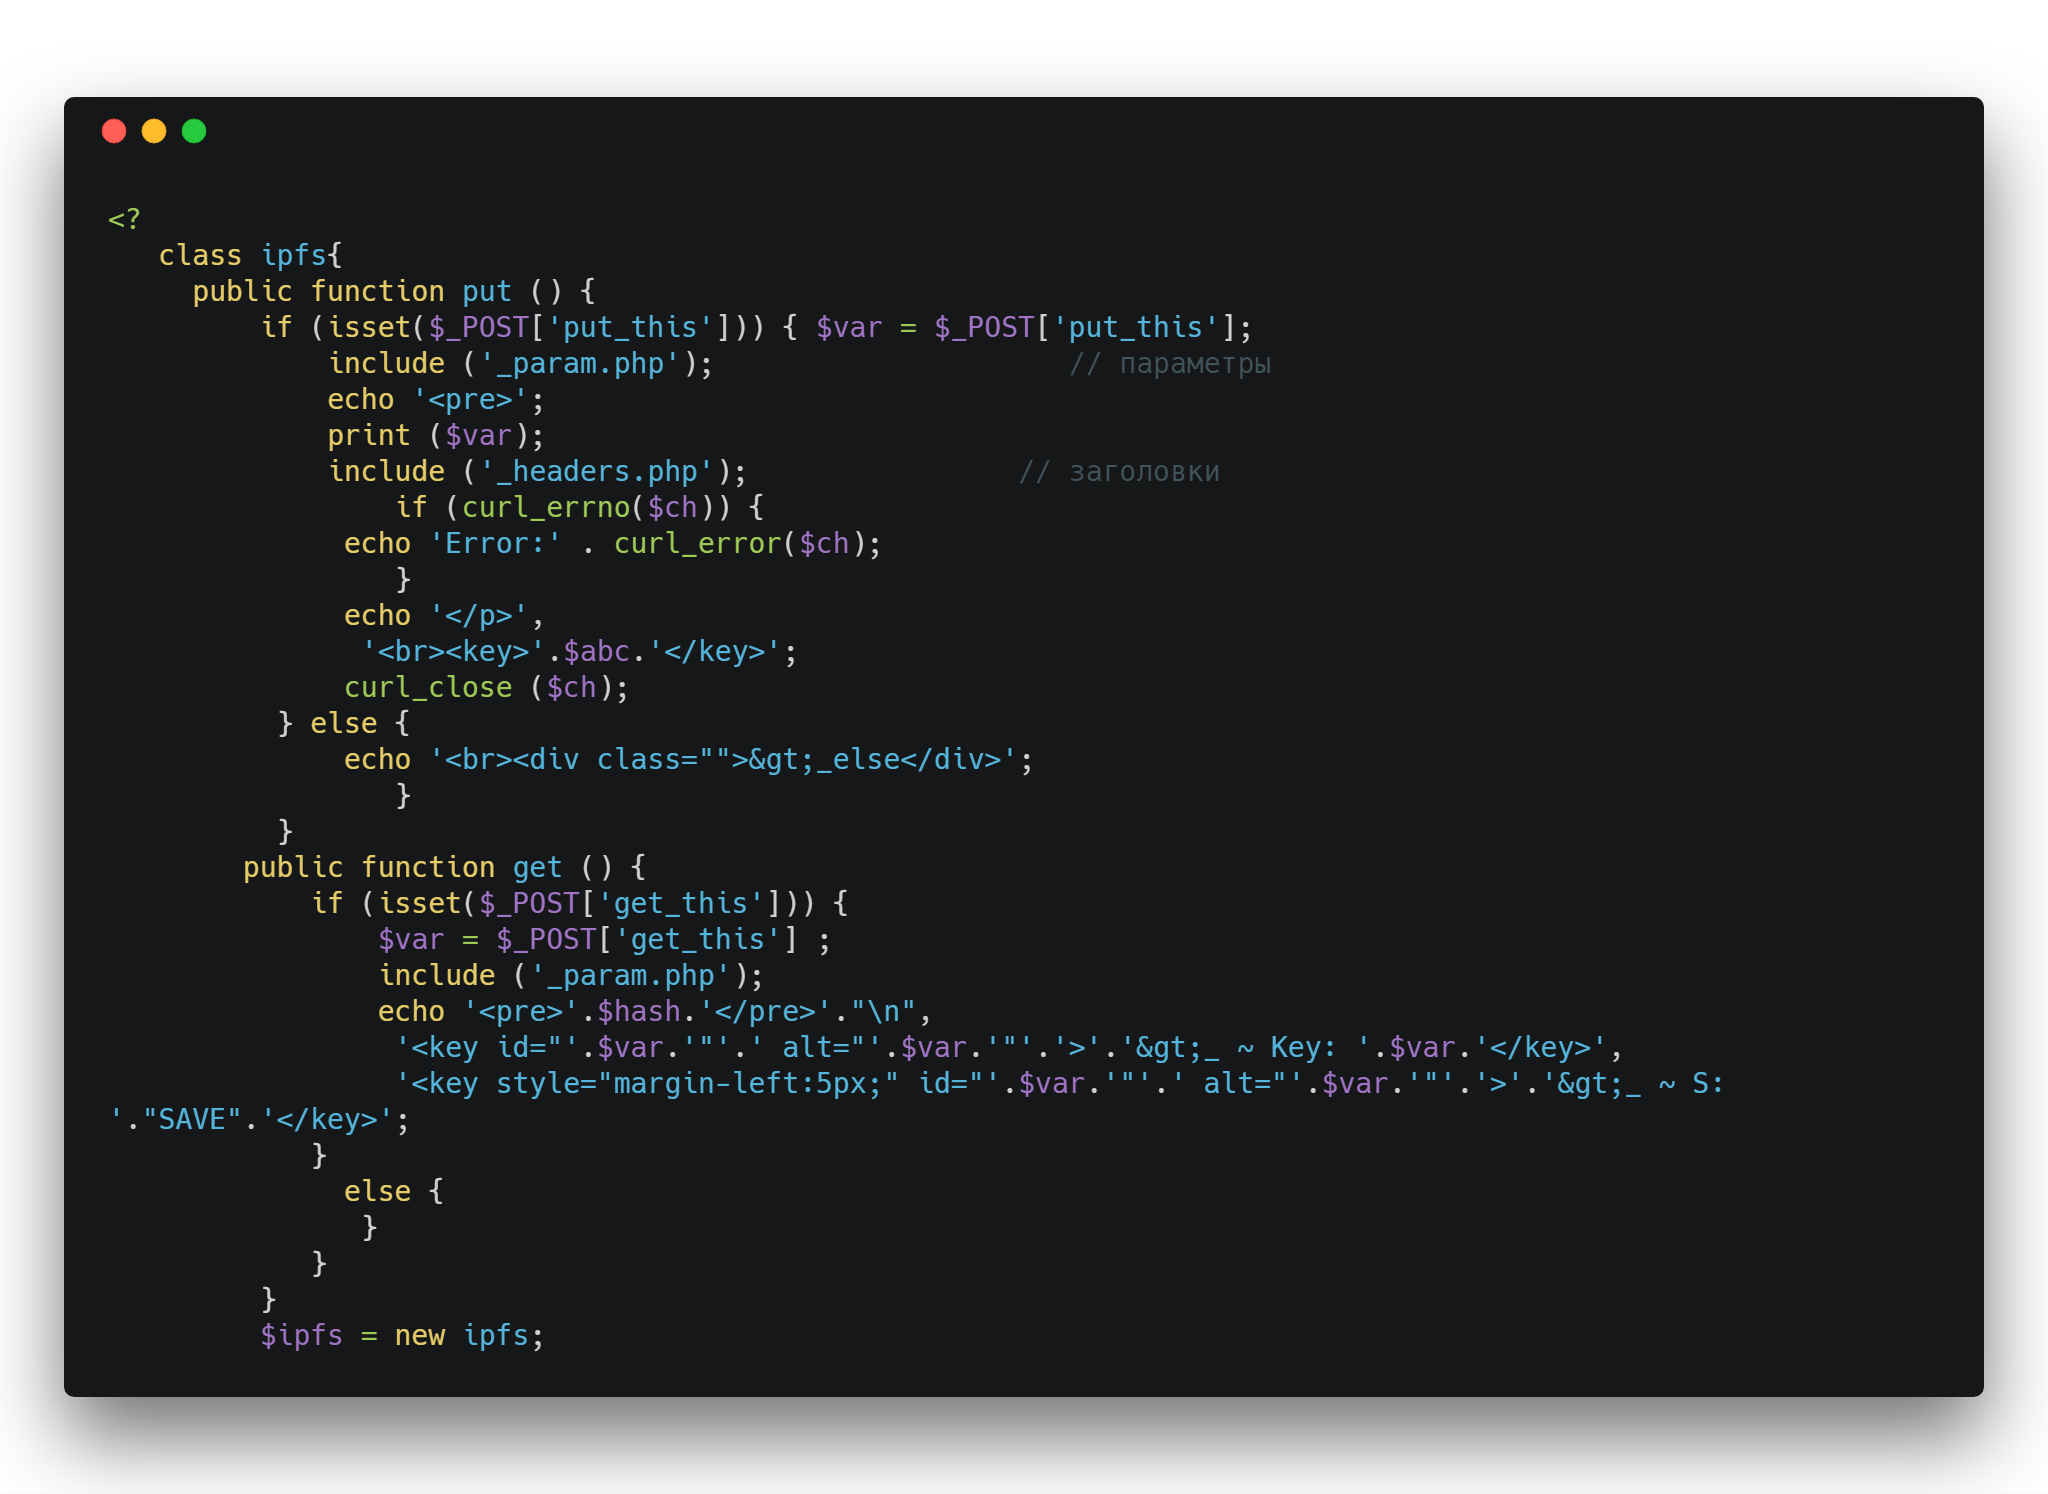 <?
class ipfs{
public function put () {
if (isset($_POST['put_this'])) { $var = $_POST['put_this'];
include ('_param.php'); // параметры
echo '<pre>';
print ($var);
include ('_headers.php'); // заголовки
if (curl_errno($ch)) {
echo 'Error:' . curl_error($ch);
}
echo '</p>',
'<br><key>'.$abc.'</key>';
curl_close ($ch);
} else {
echo '<br><div class="">&gt;_else</div>';
}
}
public function get () {
if (isset($_POST['get_this'])) {
$var = $_POST['get_this'] ;
include ('_param.php');
echo '<pre>'.$hash.'</pre>'."\n",
'<key id="'.$var.'"'.' alt="'.$var.'"'.'>'.'&gt;_ ~ Key: '.$var.'</key>',
'<key style="margin-left:5px;" id="'.$var.'"'.' alt="'.$var.'"'.'>'.'&gt;_ ~ S:
'."SAVE".'</key>';
}
else {
}
}
}
$ipfs = new ipfs;